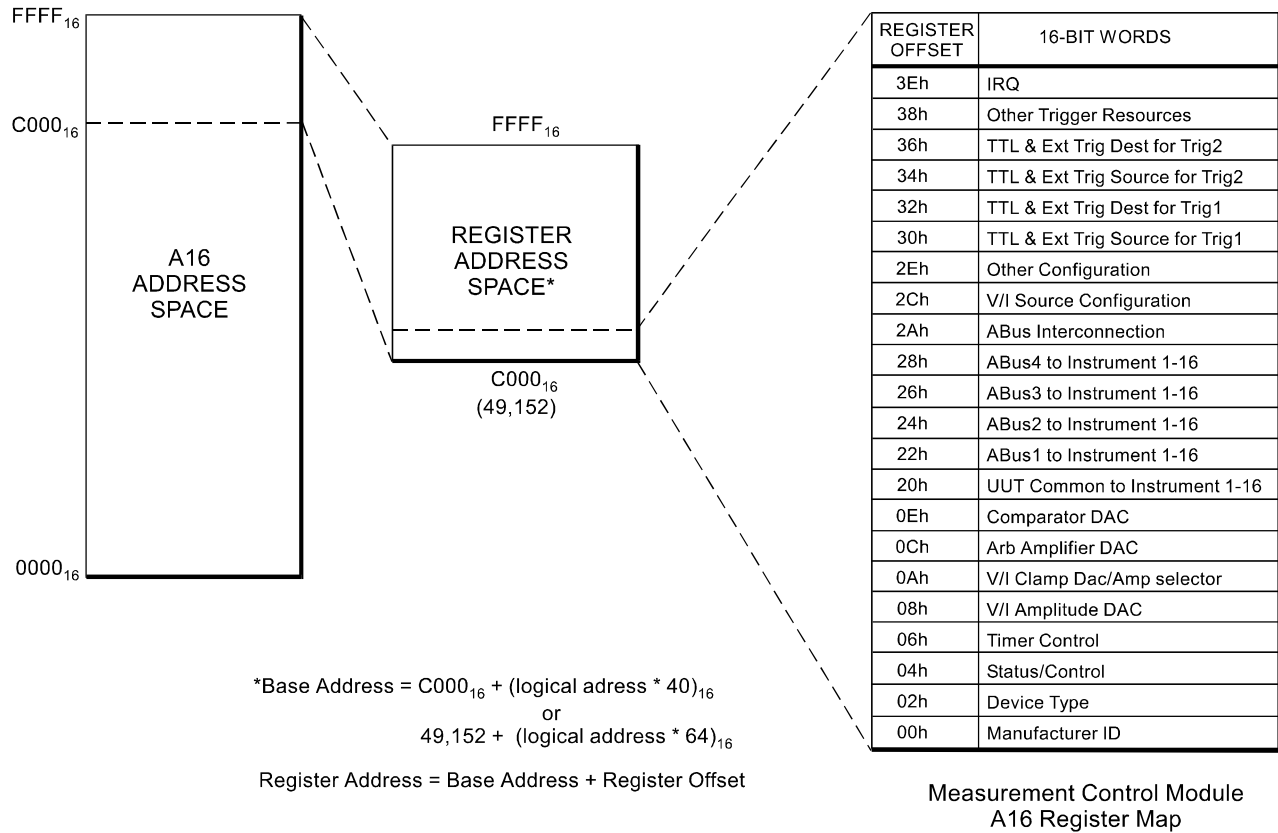 FFFF16
C00016
A16
ADDRESS
SPACE
000016
FFFF16
REGISTER
ADDRESS
SPACE*
C00016
(49,152)
*Base Address = C00016 + (logical adress * 40)16
or
49,152 + (logical address * 64)16
Register Address = Base Address + Register Offset
REGISTER
OFFSET
16-BIT WORDS
3Eh IRQ
38h Other Trigger Resources
36h TTL & Ext Trig Dest for Trig2
34h TTL & Ext Trig Source for Trig2
32h TTL & Ext Trig Dest for Trig1
30h TTL & Ext Trig Source for Trig1
2Eh Other Configuration
2Ch V/I Source Configuration
2Ah ABus Interconnection
28h ABus4 to Instrument 1-16
26h ABus3 to Instrument 1-16
24h ABus2 to Instrument 1-16
22h ABus1 to Instrument 1-16
20h UUT Common to Instrument 1-16
0Eh Comparator DAC
0Ch Arb Amplifier DAC
0Ah V/I Clamp Dac/Amp selector
08h V/I Amplitude DAC
06h Timer Control
04h Status/Control
02h Device Type
00h Manufacturer ID
Measurement Control Module
A16 Register Map